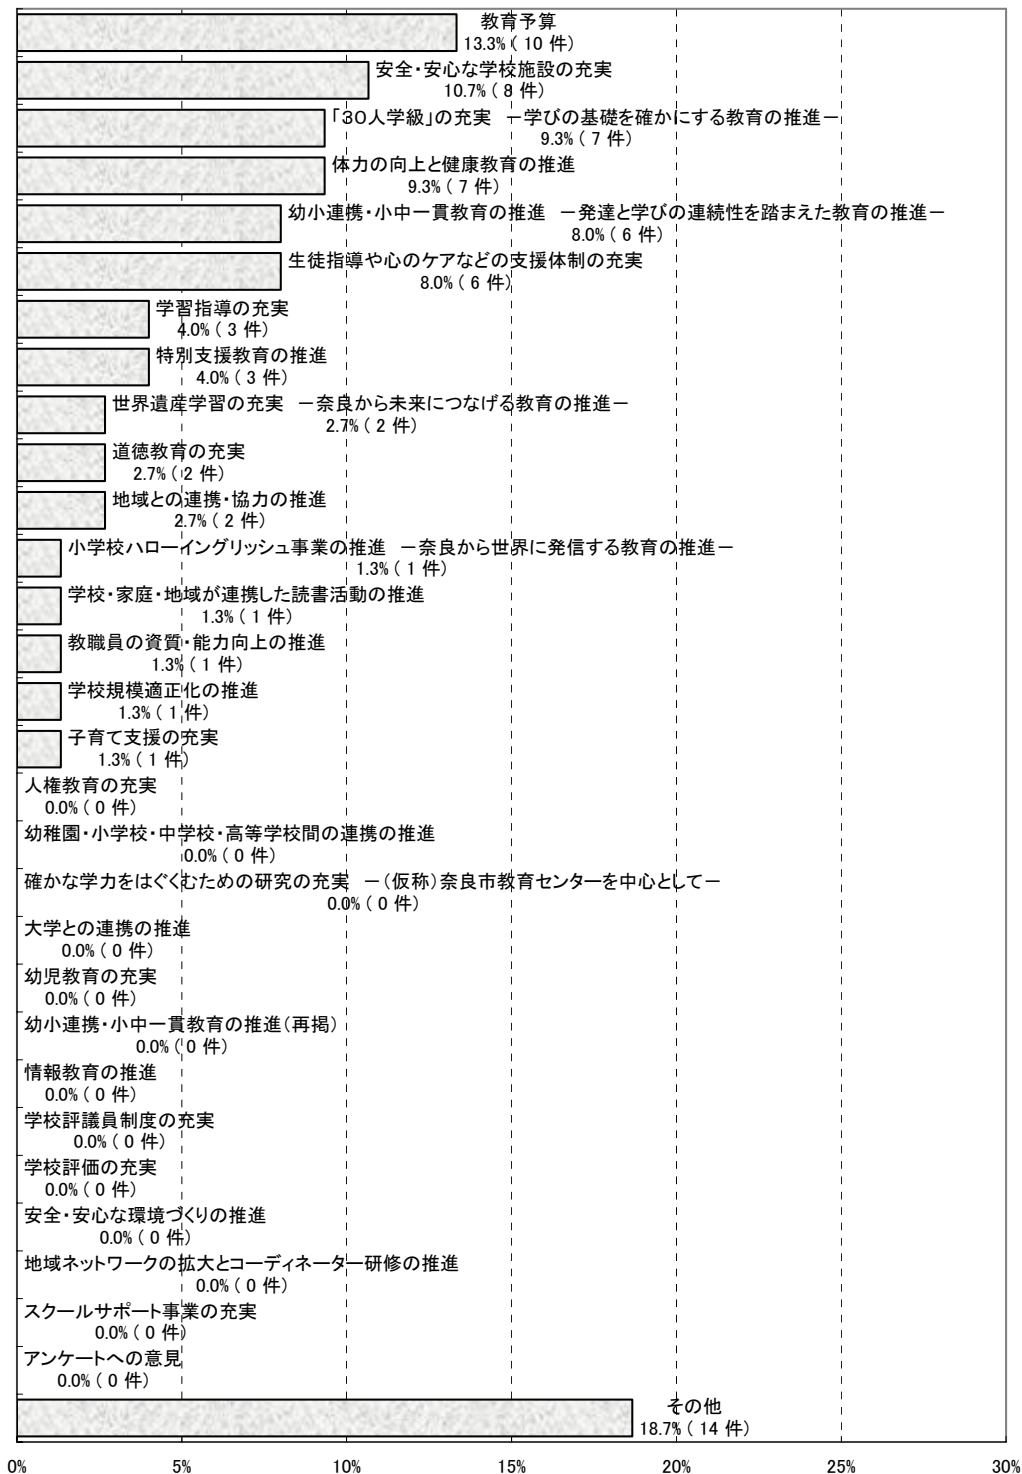 教育予算
13.3%( 10 件)
安全・安心な学校施設の充実
10.7%( 8 件)
「30人学級」の充実　－学びの基礎を確かにする教育の推進－
9.3%( 7 件)
体力の向上と健康教育の推進
9.3%( 7 件)
幼小連携・小中一貫教育の推進　－発達と学びの連続性を踏まえた教育の推進－
8.0%( 6 件)
生徒指導や心のケアなどの支援体制の充実
8.0%( 6 件)
学習指導の充実
4.0%( 3 件)
特別支援教育の推進
4.0%( 3 件)
世界遺産学習の充実　－奈良から未来につなげる教育の推進－
2.7%( 2 件)
道徳教育の充実
2.7%( 2 件)
地域との連携・協力の推進
2.7%( 2 件)
小学校ハローイングリッシュ事業の推進　－奈良から世界に発信する教育の推進－
1.3%( 1 件)
学校・家庭・地域が連携した読書活動の推進
1.3%( 1 件)
教職員の資質・能力向上の推進
1.3%( 1 件)
学校規模適正化の推進
1.3%( 1 件)
子育て支援の充実
1.3%( 1 件)
人権教育の充実
0.0%( 0 件)
幼稚園・小学校・中学校・高等学校間の連携の推進
0.0%( 0 件)
確かな学力をはぐくむための研究の充実　－(仮称)奈良市教育センターを中心として－
0.0%( 0 件)
大学との連携の推進
0.0%( 0 件)
幼児教育の充実
0.0%( 0 件)
幼小連携・小中一貫教育の推進(再掲)
0.0%( 0 件)
情報教育の推進
0.0%( 0 件)
学校評議員制度の充実
0.0%( 0 件)
学校評価の充実
0.0%( 0 件)
安全・安心な環境づくりの推進
0.0%( 0 件)
地域ネットワークの拡大とコーディネーター研修の推進
0.0%( 0 件)
スクールサポート事業の充実
0.0%( 0 件)
アンケートへの意見
0.0%( 0 件)
その他
18.7%( 14 件)
0% 5% 10% 15% 20% 25% 30%